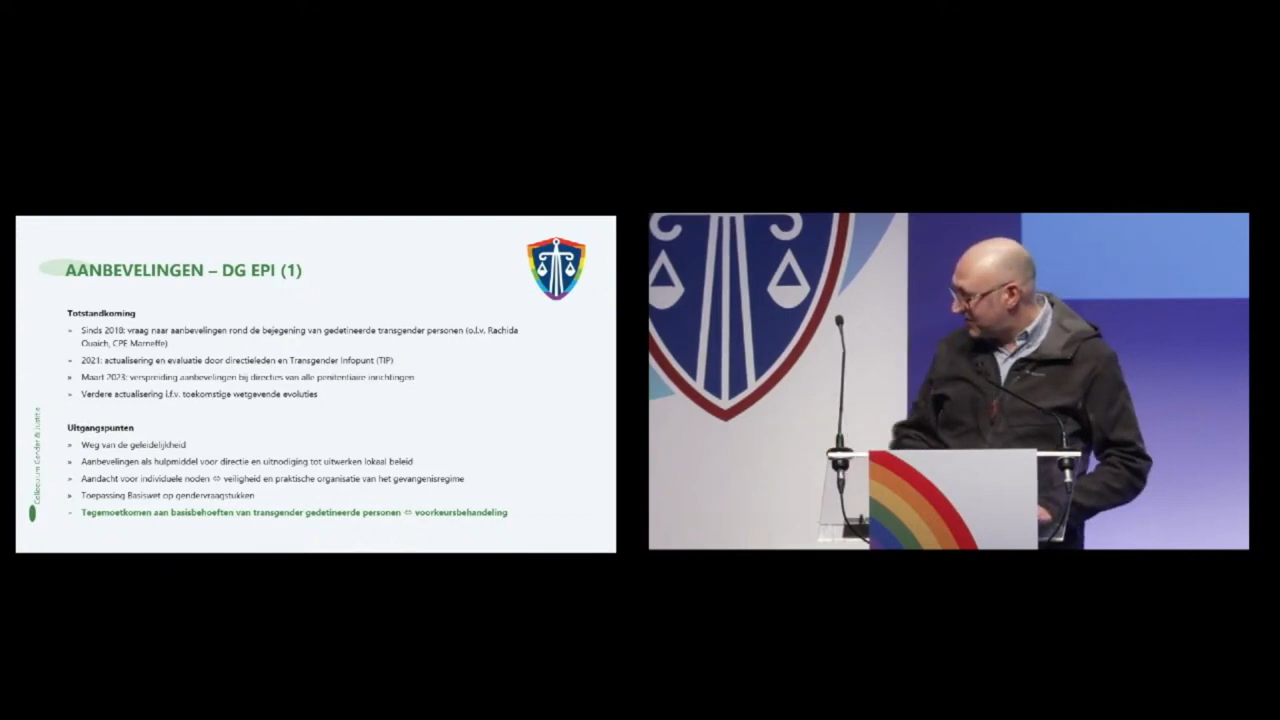 AANBEVELINGEN – DG EPI (1)
Totstandkoming
» Sinds 2018: vraag naar aanbevelingen rond de bejegening van gedetineerde transgender personen (o.l.v. Rachida
Ouaich, CPE Marneffe)
» 2021: actualisering en evaluatie door directieleden en Transgender Infopunt (TIP)
» Maart 2023: verspreiding aanbevelingen bij directies van alle penitentiaire inrichtingen
» Verdere actualisering i.f.v. toekomstige wetgevende evoluties
Uitgangspunten
» Weg van de geleidelijkheid
» Aanbevelingen als hulpmiddel voor directie en uitnodiging tot uitwerken lokaal beleid
» Aandacht voor individuele noden ⇔ veiligheid en praktische organisatie van het gevangenisregime
» Toepassing Basiswet op gendervraagstukken
» Tegemoetkomen aan basisbehoeften van transgender gedetineerde personen ⇔ voorkeursbehandeling
Colloquium Gender & Justitie